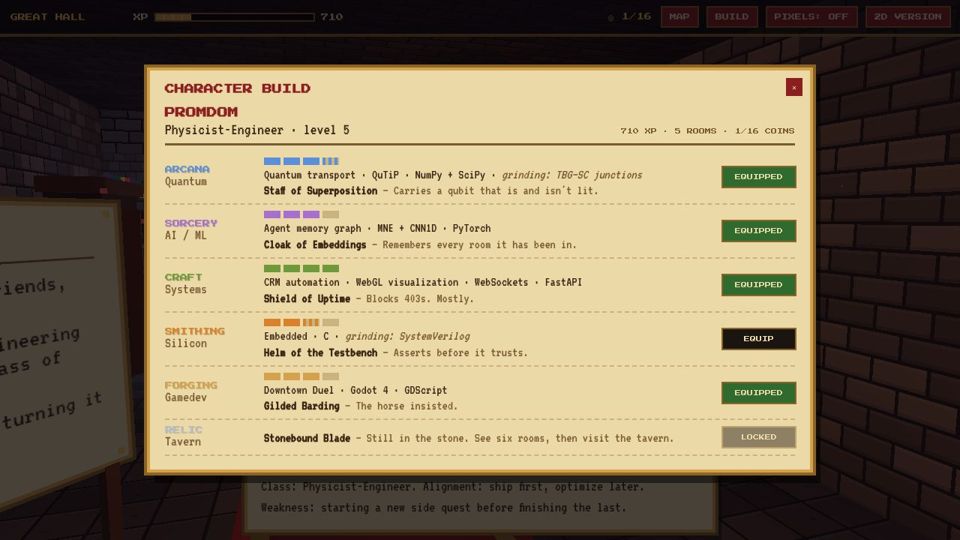 GREAT HALL
XP
710
1/16
MAP
BUILD
PIXELS: OFF
2D VERSION
CHARACTER BUILD
×
PROMDOM
Physicist-Engineer · level 5
710 XP · 5 ROOMS · 1/16 COINS
ARCANA
Quantum
Quantum transport · QuTiP · NumPy + SciPy · grinding: TBG-SC junctions
Staff of Superposition – Carries a qubit that is and isn't lit.
EQUIPPED
SORCERY
AI / ML
Agent memory graph · MNE + CNN1D · PyTorch
Cloak of Embeddings – Remembers every room it has been in.
EQUIPPED
CRAFT
Systems
CRM automation · WebGL visualization · WebSockets · FastAPI
Shield of Uptime – Blocks 403s. Mostly.
EQUIPPED
SMITHING
Silicon
Embedded · C · grinding: SystemVerilog
Helm of the Testbench – Asserts before it trusts.
EQUIP
FORGING
Gamedev
Downtown Duel · Godot 4 · GDScript
Gilded Barding – The horse insisted.
EQUIPPED
RELIC
Tavern
Stonebound Blade – Still in the stone. See six rooms, then visit the tavern.
LOCKED
iends,
ineering
ass of
turning it
Class: Physicist-Engineer. Alignment: ship first, optimize later.
Weakness: starting a new side quest before finishing the last.